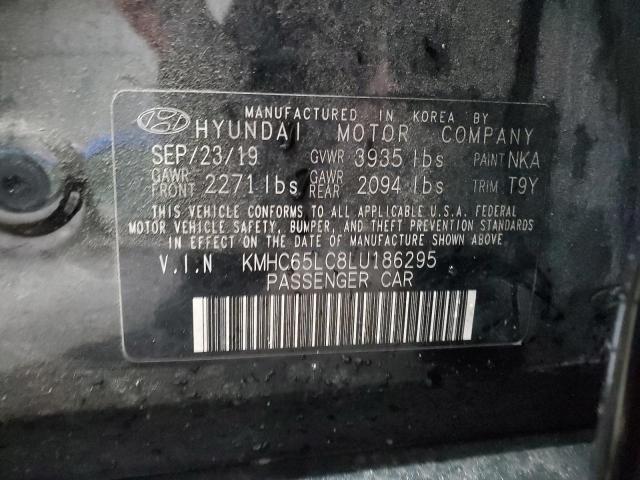 MANUFACTURED IN KOREA BY
HYUNDAI MOTOR COMPANY
SEP/23/19 GVWR 3935 lbs PAINT NKA
GAWR FRONT 2271 lbs GAWR REAR 2094 lbs TRIM T9Y
THIS VEHICLE CONFORMS TO ALL APPLICABLE U.S.A. FEDERAL
MOTOR VEHICLE SAFETY, BUMPER, AND THEFT PREVENTION STANDARDS
IN EFFECT ON THE DATE OF MANUFACTURE SHOWN ABOVE.
V.I.N KMHC65LC8LU186295
PASSENGER CAR